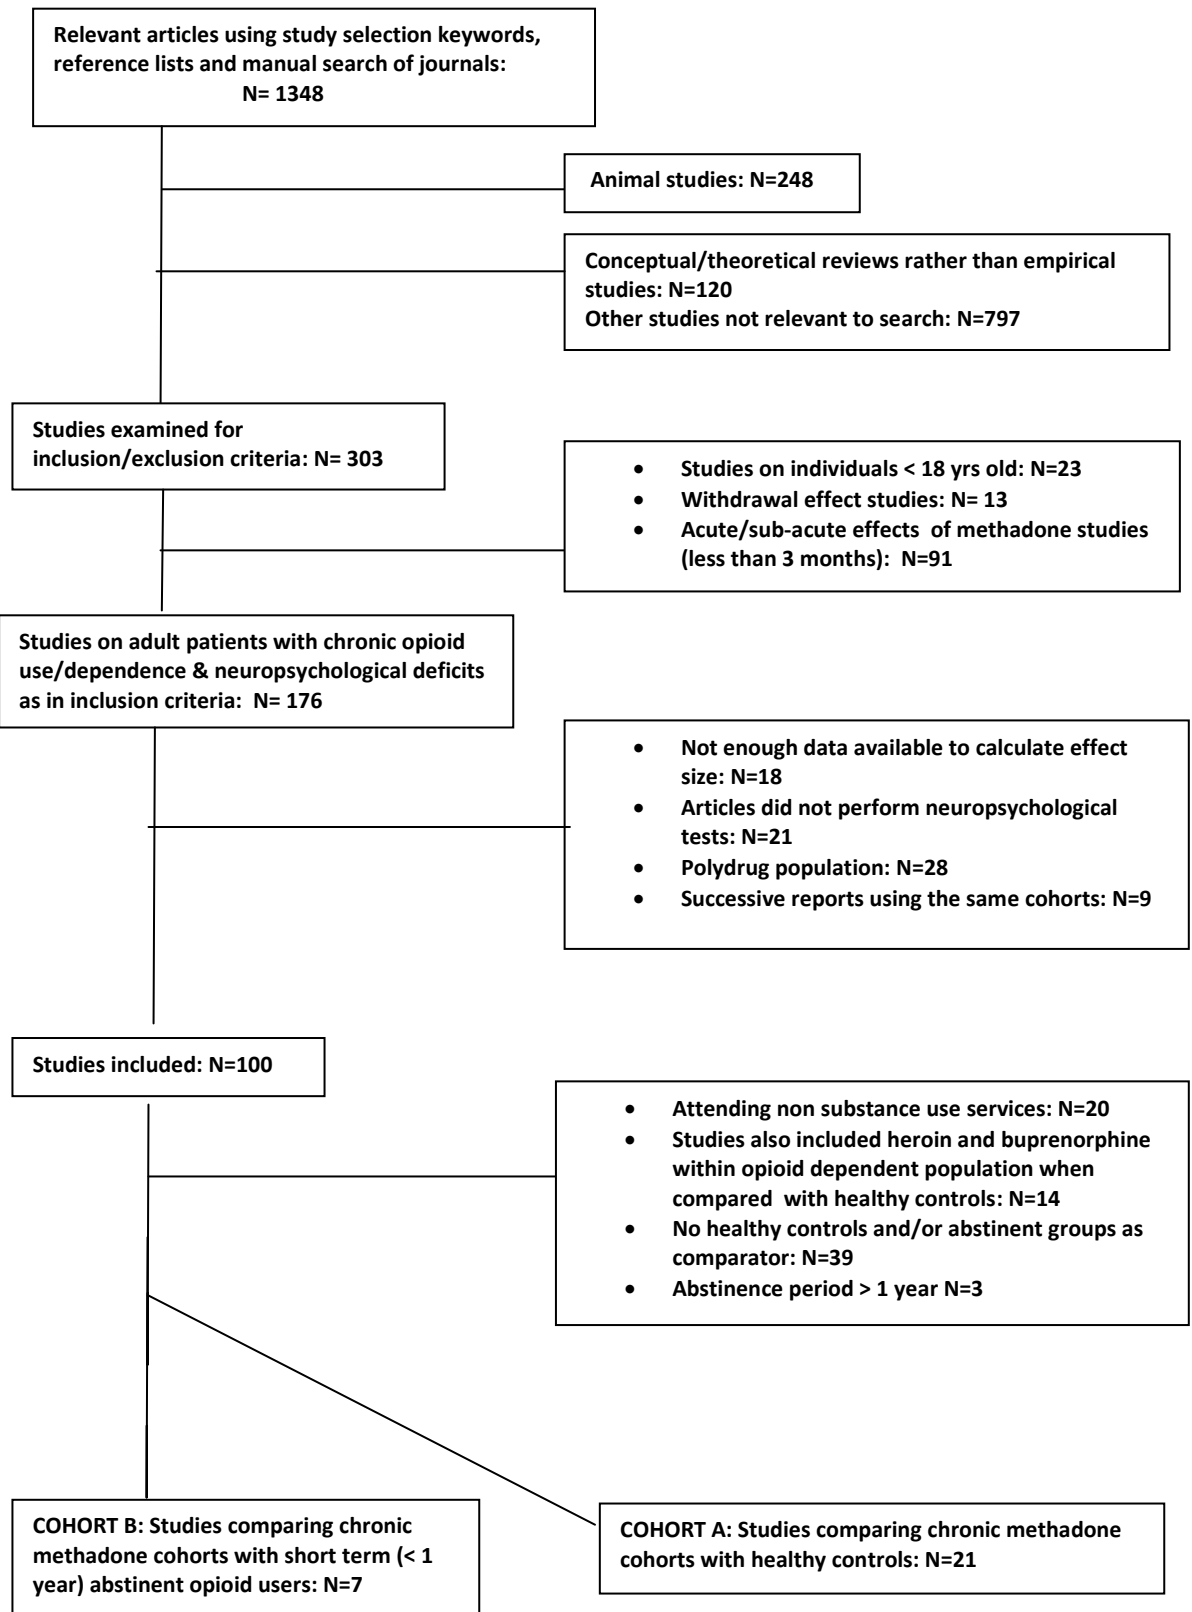 Relevant articles using study selection keywords,
reference lists and manual search of journals:
N= 1348
Animal studies: N=248
Conceptual/theoretical reviews rather than empirical
studies: N=120
Other studies not relevant to search: N=797
Studies examined for
inclusion/exclusion criteria: N= 303
• Studies on individuals < 18 yrs old: N=23
• Withdrawal effect studies: N= 13
• Acute/sub-acute effects of methadone studies
(less than 3 months): N=91
Studies on adult patients with chronic opioid
use/dependence & neuropsychological deficits
as in inclusion criteria: N= 176
• Not enough data available to calculate effect
size: N=18
• Articles did not perform neuropsychological
tests: N=21
• Polydrug population: N=28
• Successive reports using the same cohorts: N=9
Studies included: N=100
• Attending non substance use services: N=20
• Studies also included heroin and buprenorphine
within opioid dependent population when
compared with healthy controls: N=14
• No healthy controls and/or abstinent groups as
comparator: N=39
• Abstinence period > 1 year N=3
COHORT B: Studies comparing chronic
methadone cohorts with short term (< 1
year) abstinent opioid users: N=7
COHORT A: Studies comparing chronic methadone
cohorts with healthy controls: N=21